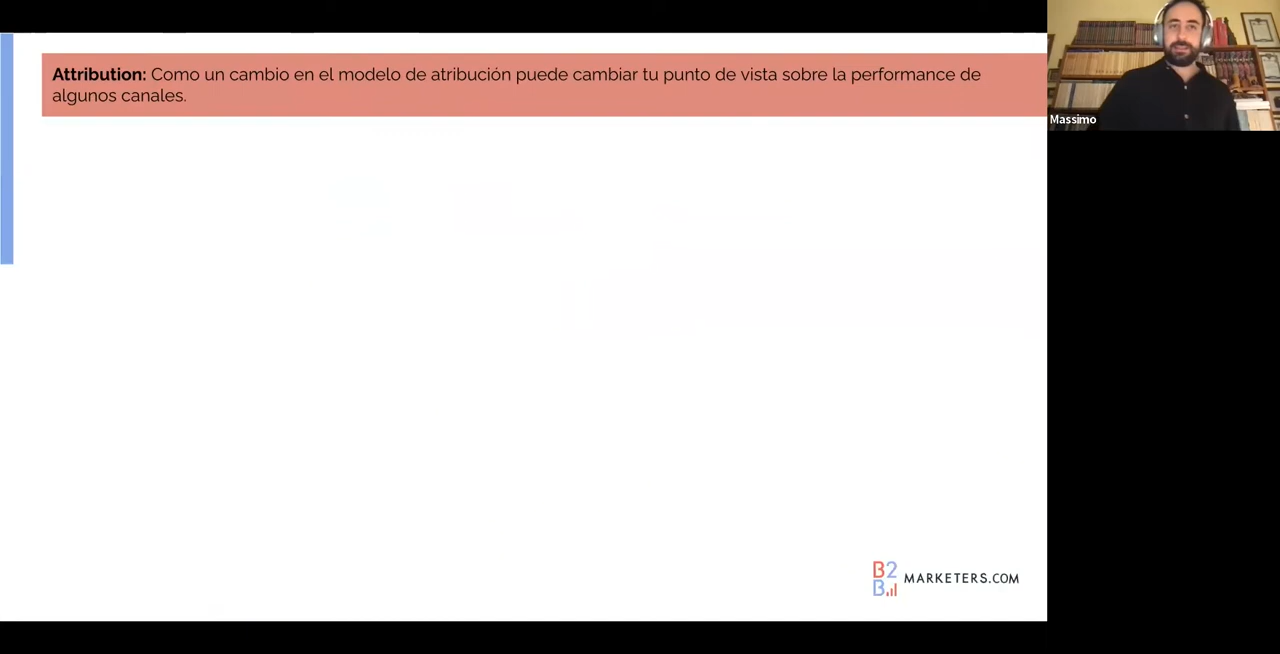 Attribution: Como un cambio en el modelo de atribución puede cambiar tu punto de vista sobre la performance de
algunos canales.
Massimo
B2B MARKETERS.COM